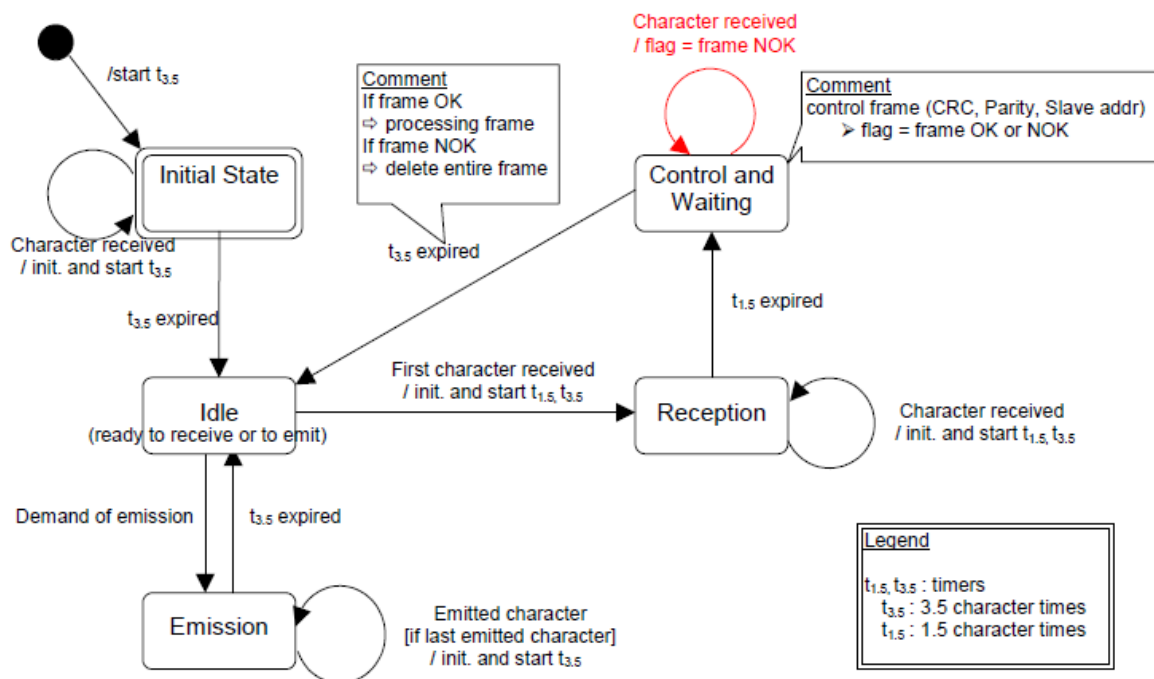 Character received
/ flag = frame NOK
/start t3.5
Comment
If frame OK
⇨ processing frame
If frame NOK
⇨ delete entire frame
Comment
control frame (CRC, Parity, Slave addr)
➢ flag = frame OK or NOK
Initial State
Control and
Waiting
Character received
/ init. and start t3.5
t3.5 expired
t1.5 expired
t3.5 expired
First character received
/ init. and start t1.5, t3.5
Idle
(ready to receive or to emit)
Reception
Character received
/ init. and start t1.5, t3.5
Demand of emission
t3.5 expired
Legend
t1.5, t3.5 : timers
t3.5 : 3.5 character times
t1.5 : 1.5 character times
Emission
Emitted character
[if last emitted character]
/ init. and start t3.5